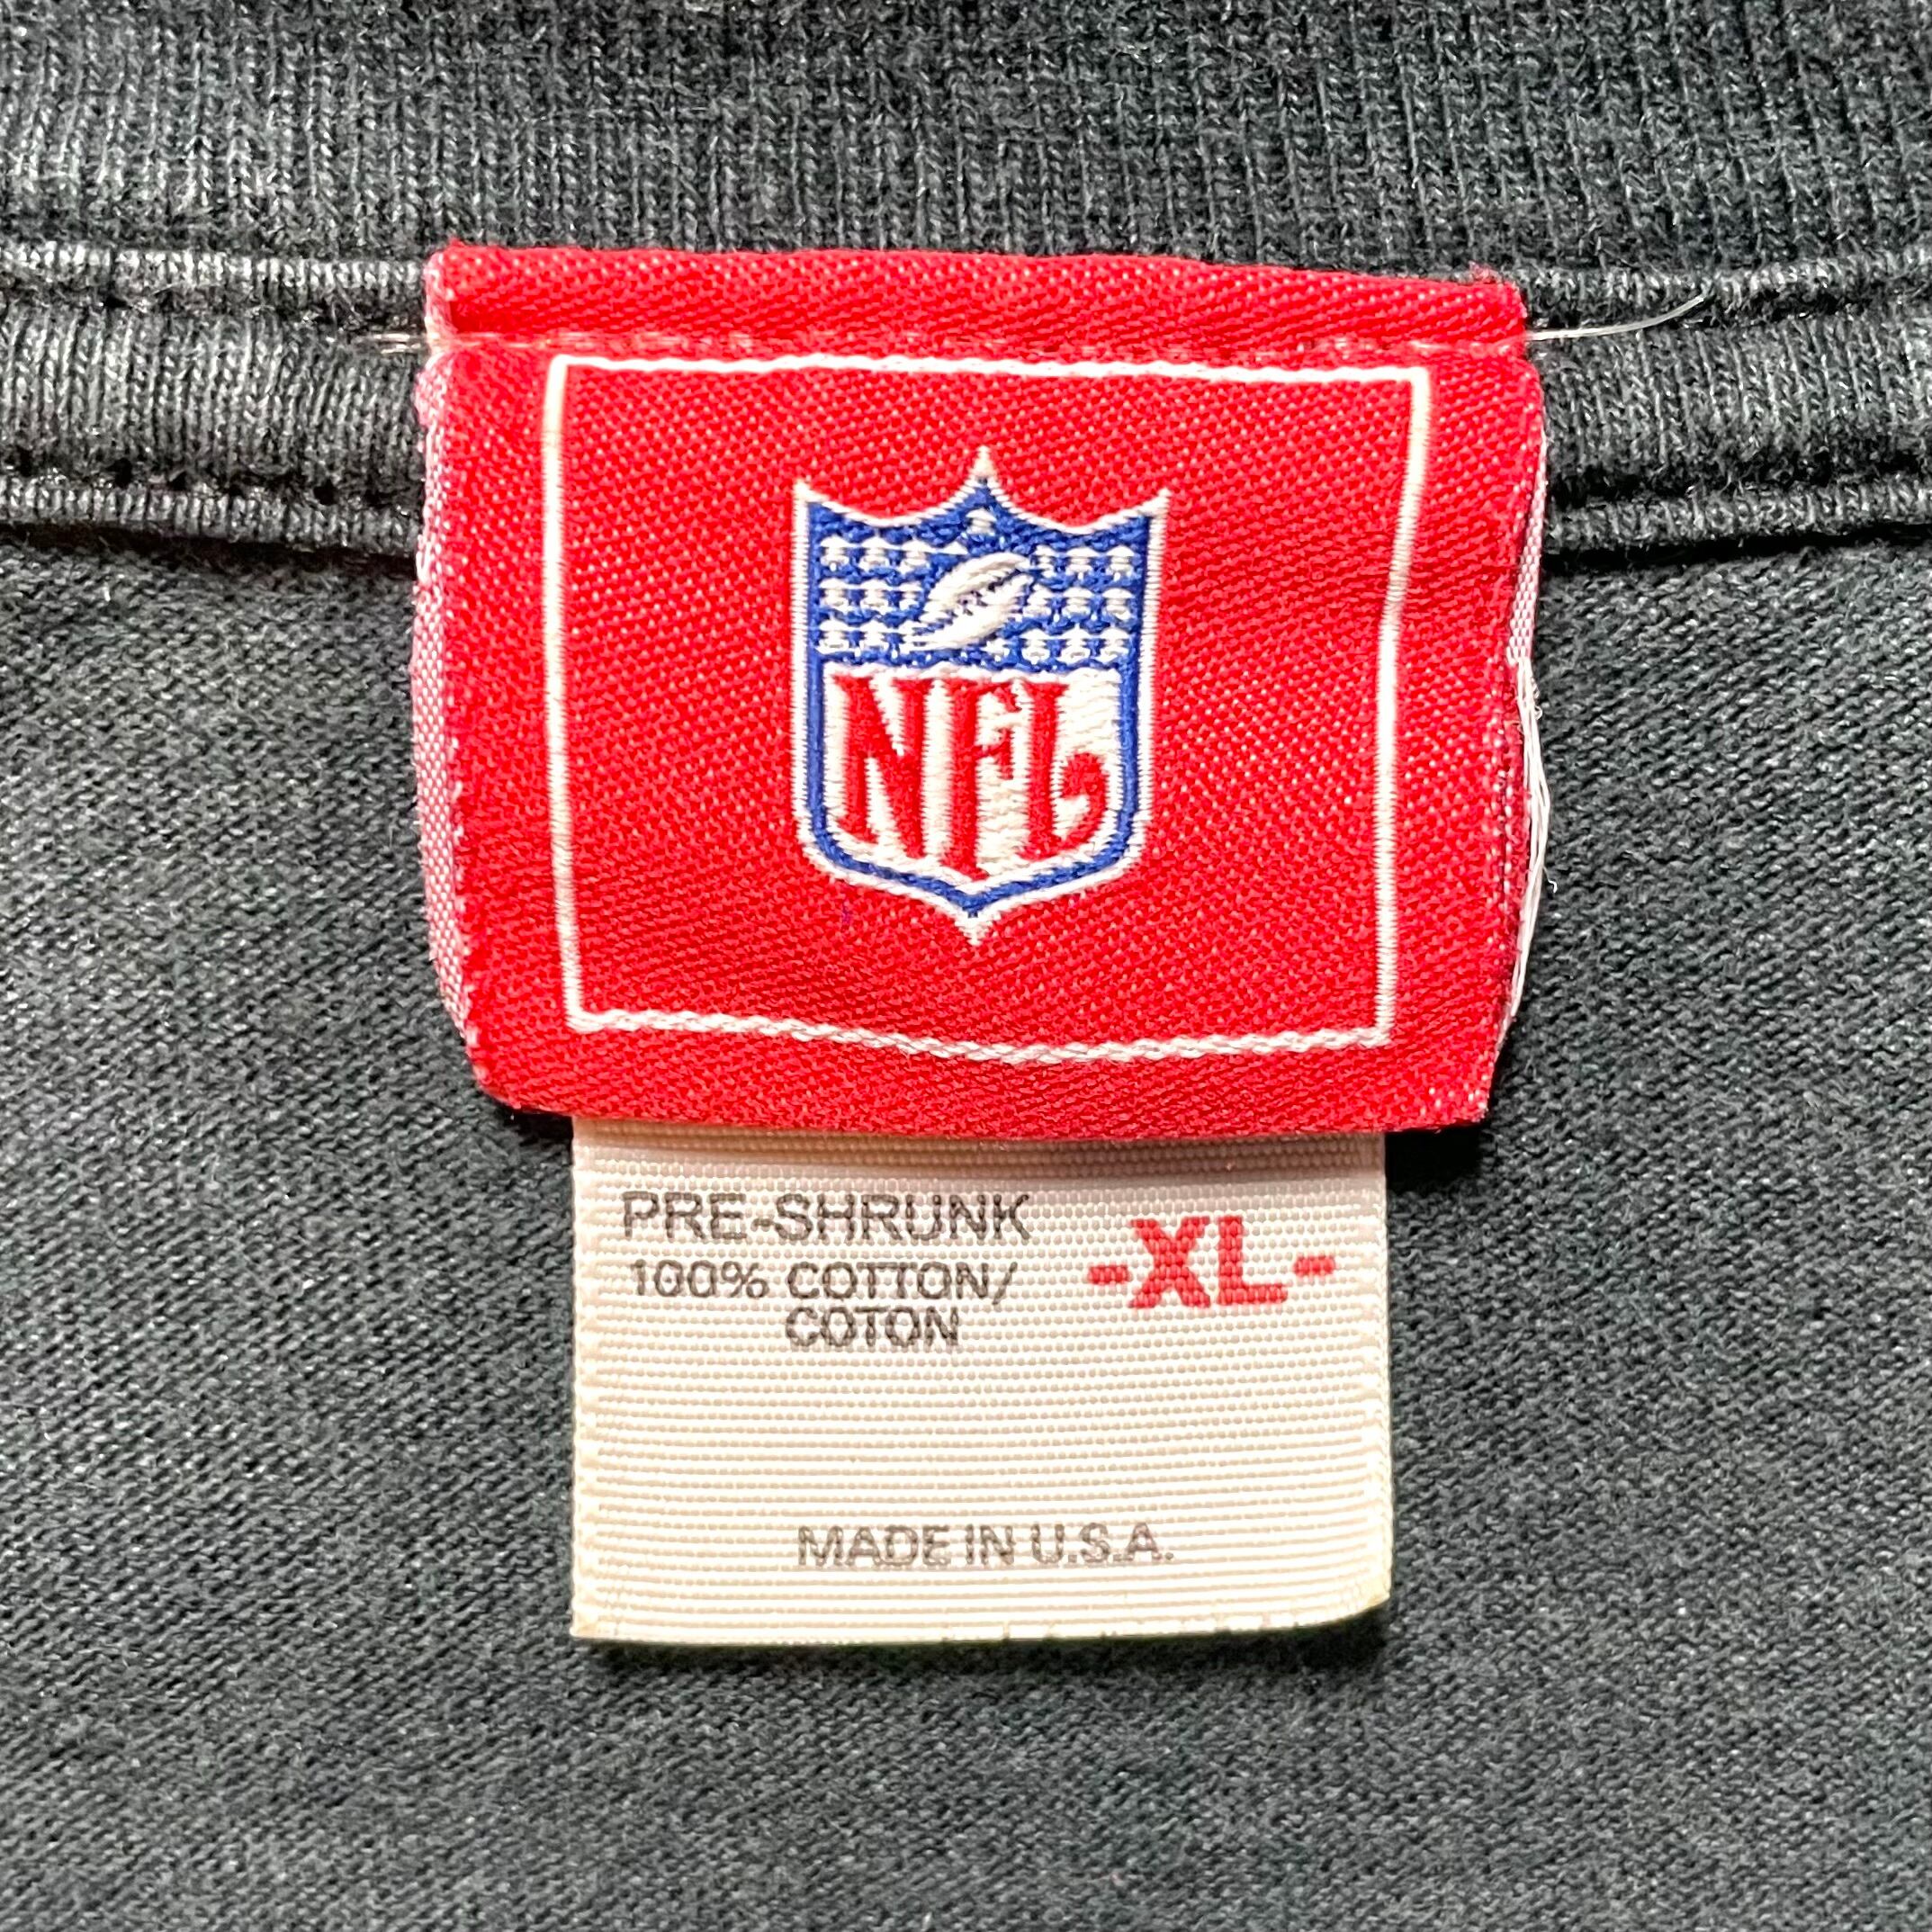 NFL
PRE-SHRUNK
-XL-
100% COTTON/
COTON
MADE IN U.S.A.